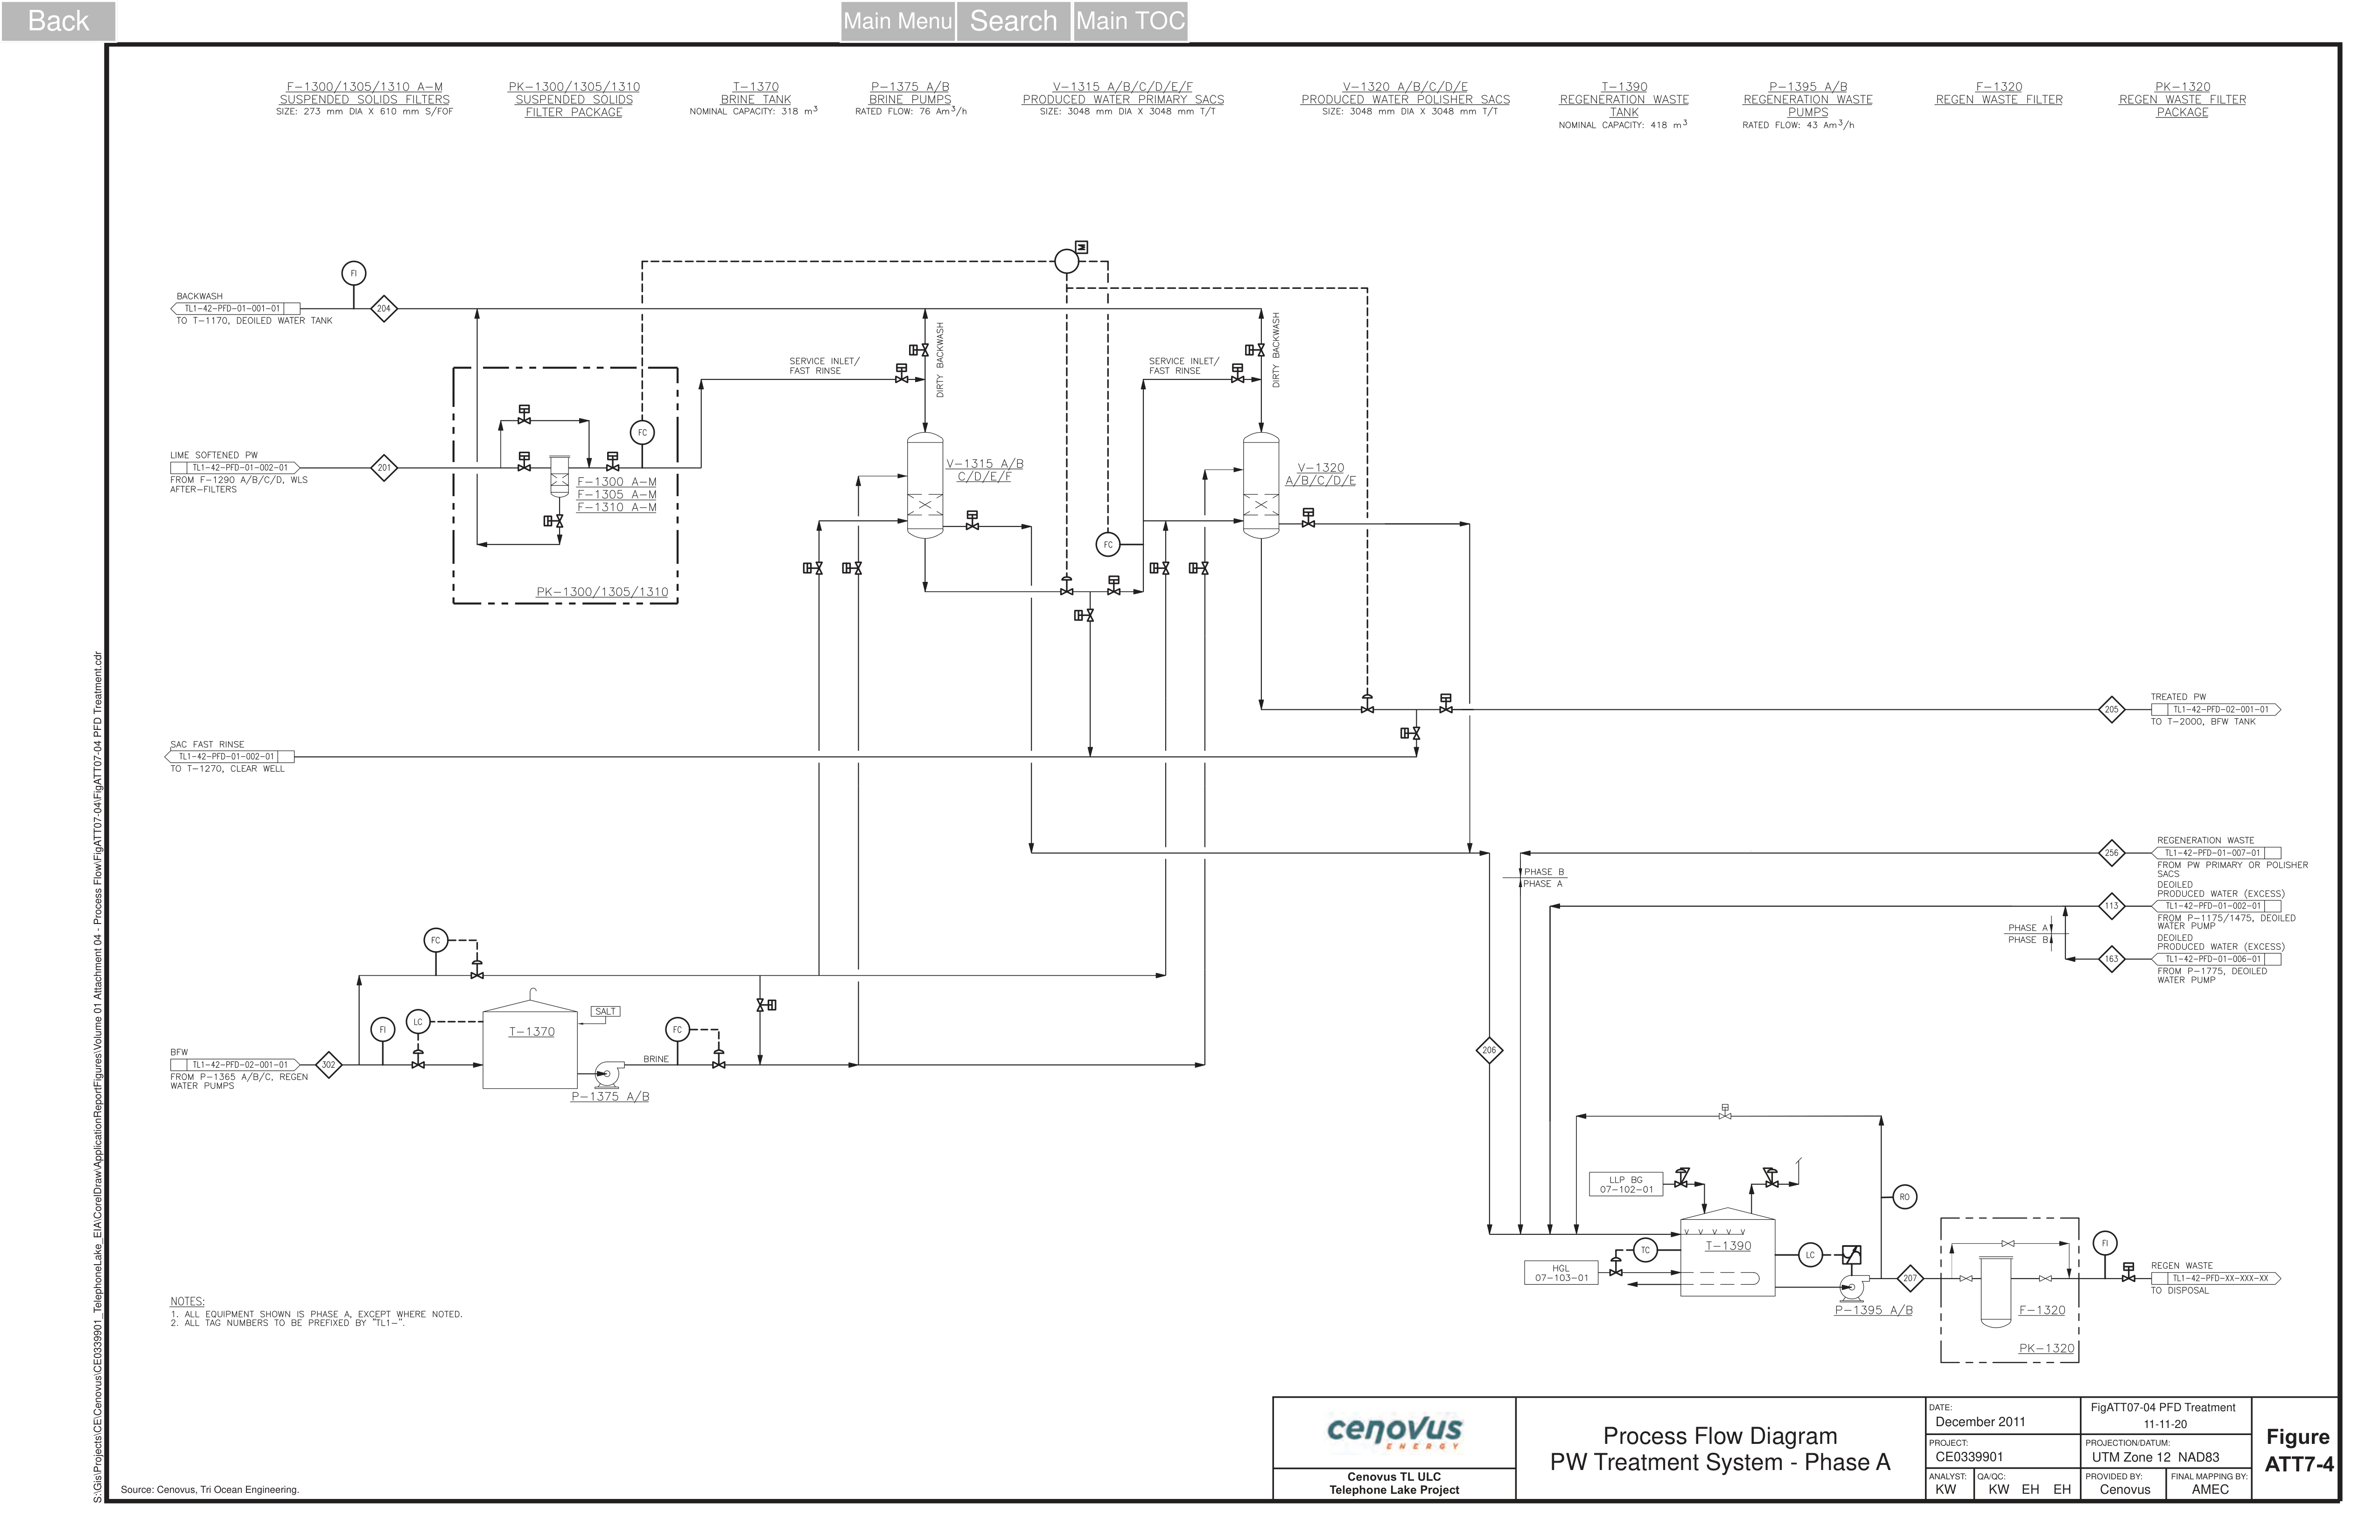 Back
Main Menu
Search
Main TOC
F-1300/1305/1310 A-M
SUSPENDED SOLIDS FILTERS
SIZE: 273 mm DIA X 610 mm S/FOF
PK-1300/1305/1310
SUSPENDED SOLIDS
FILTER PACKAGE
T-1370
BRINE TANK
NOMINAL CAPACITY: 318 m³
P-1375 A/B
BRINE PUMPS
RATED FLOW: 76 Am³/h
V-1315 A/B/C/D/E/F
PRODUCED WATER PRIMARY SACS
SIZE: 3048 mm DIA X 3048 mm T/T
V-1320 A/B/C/D/E
PRODUCED WATER POLISHER SACS
SIZE: 3048 mm DIA X 3048 mm T/T
T-1390
REGENERATION WASTE
TANK
NOMINAL CAPACITY: 418 m³
P-1395 A/B
REGENERATION WASTE
PUMPS
RATED FLOW: 43 Am³/h
F-1320
REGEN WASTE FILTER
PK-1320
REGEN WASTE FILTER
PACKAGE
M
FI
BACKWASH
TL1-42-PFD-01-001-01
TO T-1170, DEOILED WATER TANK
204
DIRTY BACKWASH
DIRTY BACKWASH
SERVICE INLET/
FAST RINSE
SERVICE INLET/
FAST RINSE
FC
LIME SOFTENED PW
TL1-42-PFD-01-002-01
FROM F-1290 A/B/C/D, WLS
AFTER-FILTERS
201
F-1300 A-M
F-1305 A-M
F-1310 A-M
PK-1300/1305/1310
V-1315 A/B
C/D/E/F
V-1320
A/B/C/D/E
FC
205
TREATED PW
TL1-42-PFD-02-001-01
TO T-2000, BFW TANK
SAC FAST RINSE
TL1-42-PFD-01-002-01
TO T-1270, CLEAR WELL
256
REGENERATION WASTE
TL1-42-PFD-01-007-01
FROM PW PRIMARY OR POLISHER
SACS
PHASE B
PHASE A
113
DEOILED
PRODUCED WATER (EXCESS)
TL1-42-PFD-01-002-01
FROM P-1175/1475, DEOILED
WATER PUMP
PHASE A
PHASE B
163
DEOILED
PRODUCED WATER (EXCESS)
TL1-42-PFD-01-006-01
FROM P-1775, DEOILED
WATER PUMP
FC
FI
LC
T-1370
SALT
FC
BRINE
BFW
TL1-42-PFD-02-001-01
FROM P-1365 A/B/C, REGEN
WATER PUMPS
302
P-1375 A/B
206
LLP BG
07-102-01
RO
V V V V V
T-1390
TC
LC
HGL
07-103-01
P-1395 A/B
207
F-1320
PK-1320
FI
REGEN WASTE
TL1-42-PFD-XX-XXX-XX
TO DISPOSAL
NOTES:
1. ALL EQUIPMENT SHOWN IS PHASE A, EXCEPT WHERE NOTED.
2. ALL TAG NUMBERS TO BE PREFIXED BY "TL1-".
S:\Gis\Projects\CE\Cenovus\CE0339901_TelephoneLake_EIA\CorelDraw\ApplicationReportFigures\Volume 01 Attachment 04 - Process Flow\FigATT07-04\FigATT07-04 PFD Treatment.cdr
Source: Cenovus, Tri Ocean Engineering.
cenovus
ENERGY
Cenovus TL ULC
Telephone Lake Project
Process Flow Diagram
PW Treatment System - Phase A
DATE:
December 2011
FigATT07-04 PFD Treatment
11-11-20
PROJECT:
CE0339901
PROJECTION/DATUM:
UTM Zone 12 NAD83
ANALYST:
KW
QA/QC:
KW EH EH
PROVIDED BY:
Cenovus
FINAL MAPPING BY:
AMEC
Figure
ATT7-4